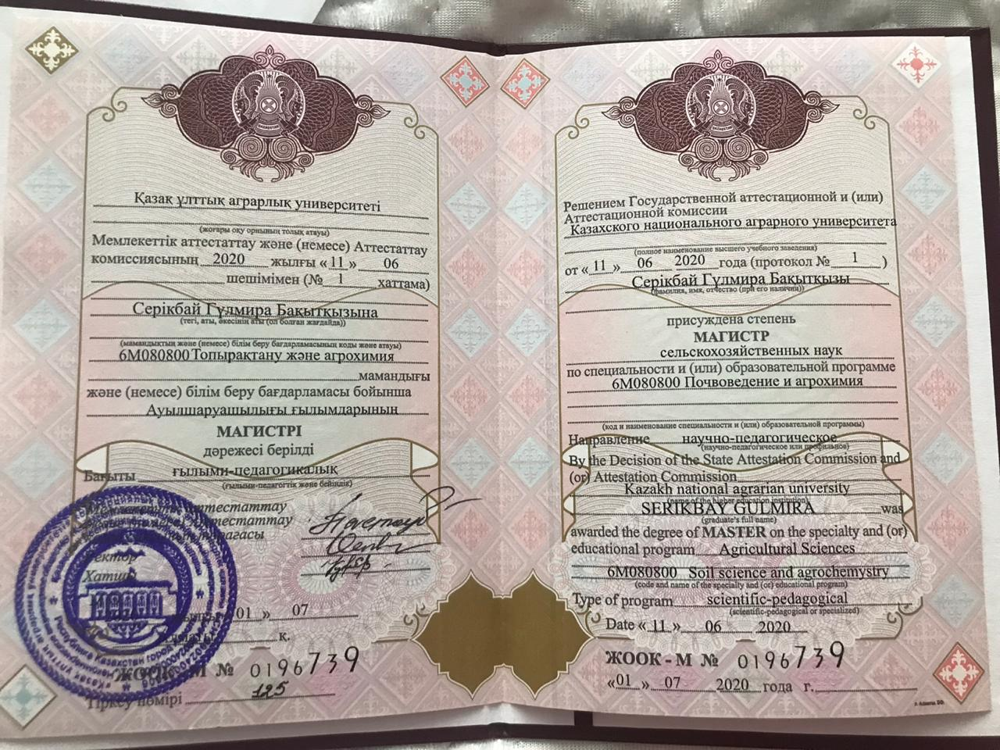 Қазақ ұлттық аграрлық университеті
(жоғары оқу орнының толық атауы)
Мемлекеттік аттестаттау және (немесе) Аттестаттау
комиссиясының 2020 жылғы «11» 06
шешімімен (№ 1 хаттама)
Серікбай Гүлмира Бақытқызына
(тегі, аты, әкесінің аты (ол болған жағдайда))
(мамандықтың және (немесе) білім беру бағдарламасының коды және атауы)
6М080800 Топырақтану және агрохимия
мамандығы
және (немесе) білім беру бағдарламасы бойынша
Ауылшаруашылығы ғылымдарының
МАГИСТРІ
дәрежесі берілді
Бағыты ғылыми-педагогикалық
(ғылыми-педагогтік және бейіндік)
аттестаттау
Аттестаттау
төрағасы
Ректор
Хатшы
01 » 07
Алматы қ.
ЖООК - М № 0196739
Тіркеу нөмірі 125
Решением Государственной аттестационной и (или)
Аттестационной комиссии
Казахского национального аграрного университета
(полное наименование высшего учебного заведения)
от « 11 » 06 2020 года (протокол № 1 )
Серікбай Гүлмира Бақытқызы
(фамилия, имя, отчество (при его наличии))
присуждена степень
МАГИСТР
сельскохозяйственных наук
по специальности и (или) образовательной программе
6М080800 Почвоведение и агрохимия
(код и наименование специальности и (или) образовательной программы)
Направление научно-педагогическое
(научно-педагогическое или профильное)
By the Decision of the State Attestation Commission and
(or) Attestation Commission
Kazakh national agrarian university
(name of the higher education institution)
SERIKBAY GULMIRA was
(graduate's full name)
awarded the degree of MASTER on the specialty and (or)
educational program Agricultural Sciences
6М080800 Soil science and agrochemystry
(code and name of the specialty and (or) educational program)
Type of program scientific-pedagogical
(scientific-pedagogical or specialized)
Date « 11 » 06 2020
ЖООК - М № 0196739
«01 » 07 2020 года г.